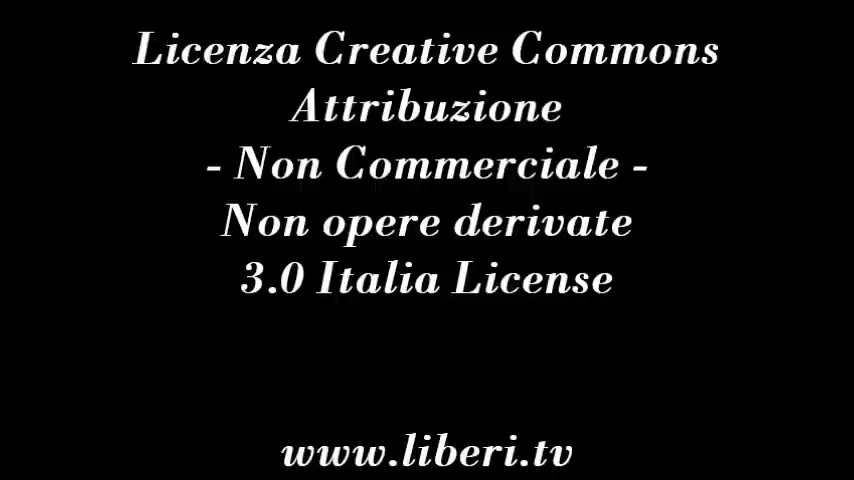 Licenza Creative Commons
Attribuzione
- Non Commerciale -
Non opere derivate
3.0 Italia License
www.liberi.tv